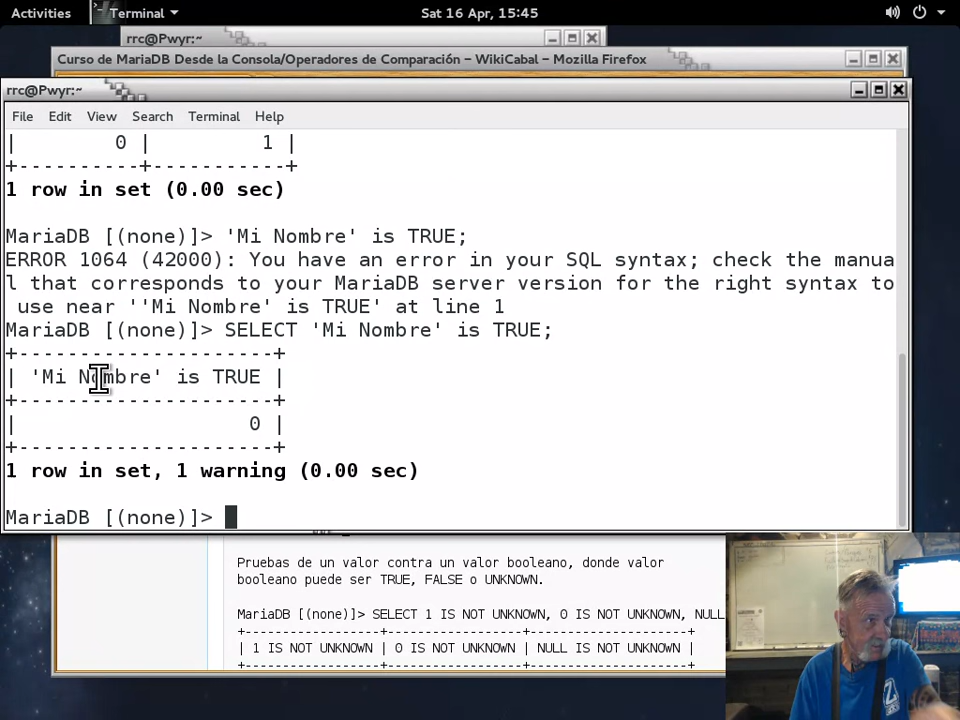 Activities Terminal Sat 16 Apr, 15:45
rrc@Pwyr:~
Curso de MariaDB Desde la Consola/Operadores de Comparación – WikiCabal – Mozilla Firefox
rrc@Pwyr:~
File Edit View Search Terminal Help
| 0 | 1 |
+----------+-----------+
1 row in set (0.00 sec)
MariaDB [(none)]> 'Mi Nombre' is TRUE;
ERROR 1064 (42000): You have an error in your SQL syntax; check the manua
l that corresponds to your MariaDB server version for the right syntax to
use near ''Mi Nombre' is TRUE' at line 1
MariaDB [(none)]> SELECT 'Mi Nombre' is TRUE;
+---------------------+
| 'Mi Nombre' is TRUE |
+---------------------+
| 0 |
+---------------------+
1 row in set, 1 warning (0.00 sec)
MariaDB [(none)]>
Pruebas de un valor contra un valor booleano, donde valor
booleano puede ser TRUE, FALSE o UNKNOWN.
MariaDB [(none)]> SELECT 1 IS NOT UNKNOWN, 0 IS NOT UNKNOWN, NULL
+------------------+------------------+---------------------+
| 1 IS NOT UNKNOWN | 0 IS NOT UNKNOWN | NULL IS NOT UNKNOWN |
+------------------+------------------+---------------------+